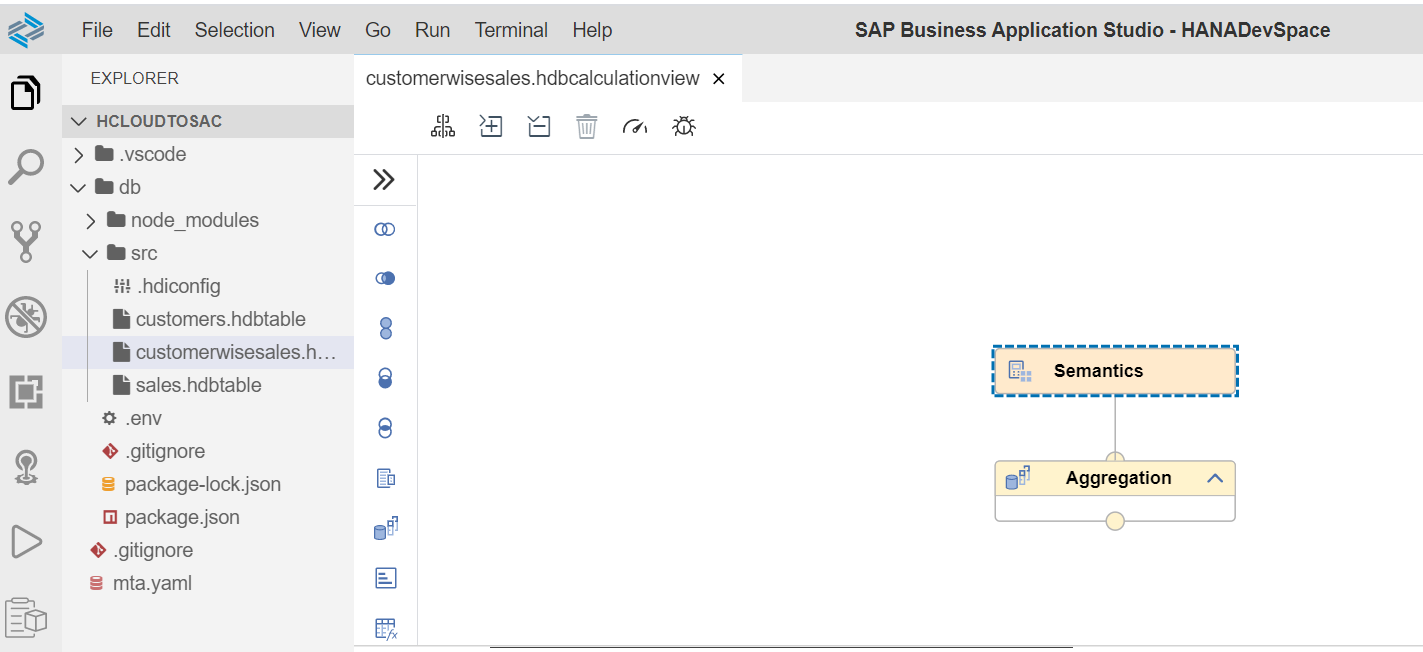 File Edit Selection View Go Run Terminal Help SAP Business Application Studio - HANADevSpace
EXPLORER
customerwisesales.hdbcalculationview
HCLOUDTOSAC
.vscode
db
node_modules
src
.hdiconfig
customers.hdbtable
customerwisesales.h...
sales.hdbtable
.env
.gitignore
package-lock.json
package.json
.gitignore
mta.yaml
Semantics
Aggregation